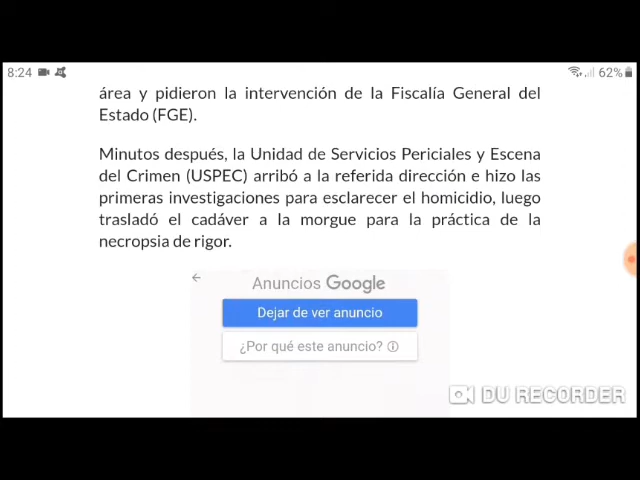 8:24 62%
área y pidieron la intervención de la Fiscalía General del
Estado (FGE).
Minutos después, la Unidad de Servicios Periciales y Escena
del Crimen (USPEC) arribó a la referida dirección e hizo las
primeras investigaciones para esclarecer el homicidio, luego
trasladó el cadáver a la morgue para la práctica de la
necropsia de rigor.
Anuncios Google
Dejar de ver anuncio
¿Por qué este anuncio?
DU RECORDER